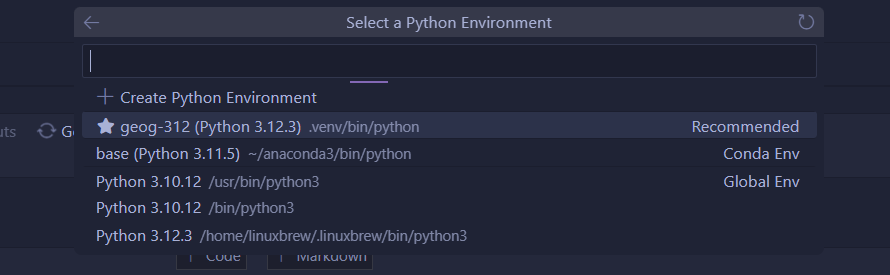 Select a Python Environment
Create Python Environment
geog-312 (Python 3.12.3) .venv/bin/python Recommended
base (Python 3.11.5) ~/anaconda3/bin/python Conda Env
Python 3.10.12 /usr/bin/python3 Global Env
Python 3.10.12 /bin/python3
Python 3.12.3 /home/linuxbrew/.linuxbrew/bin/python3
Code Markdown